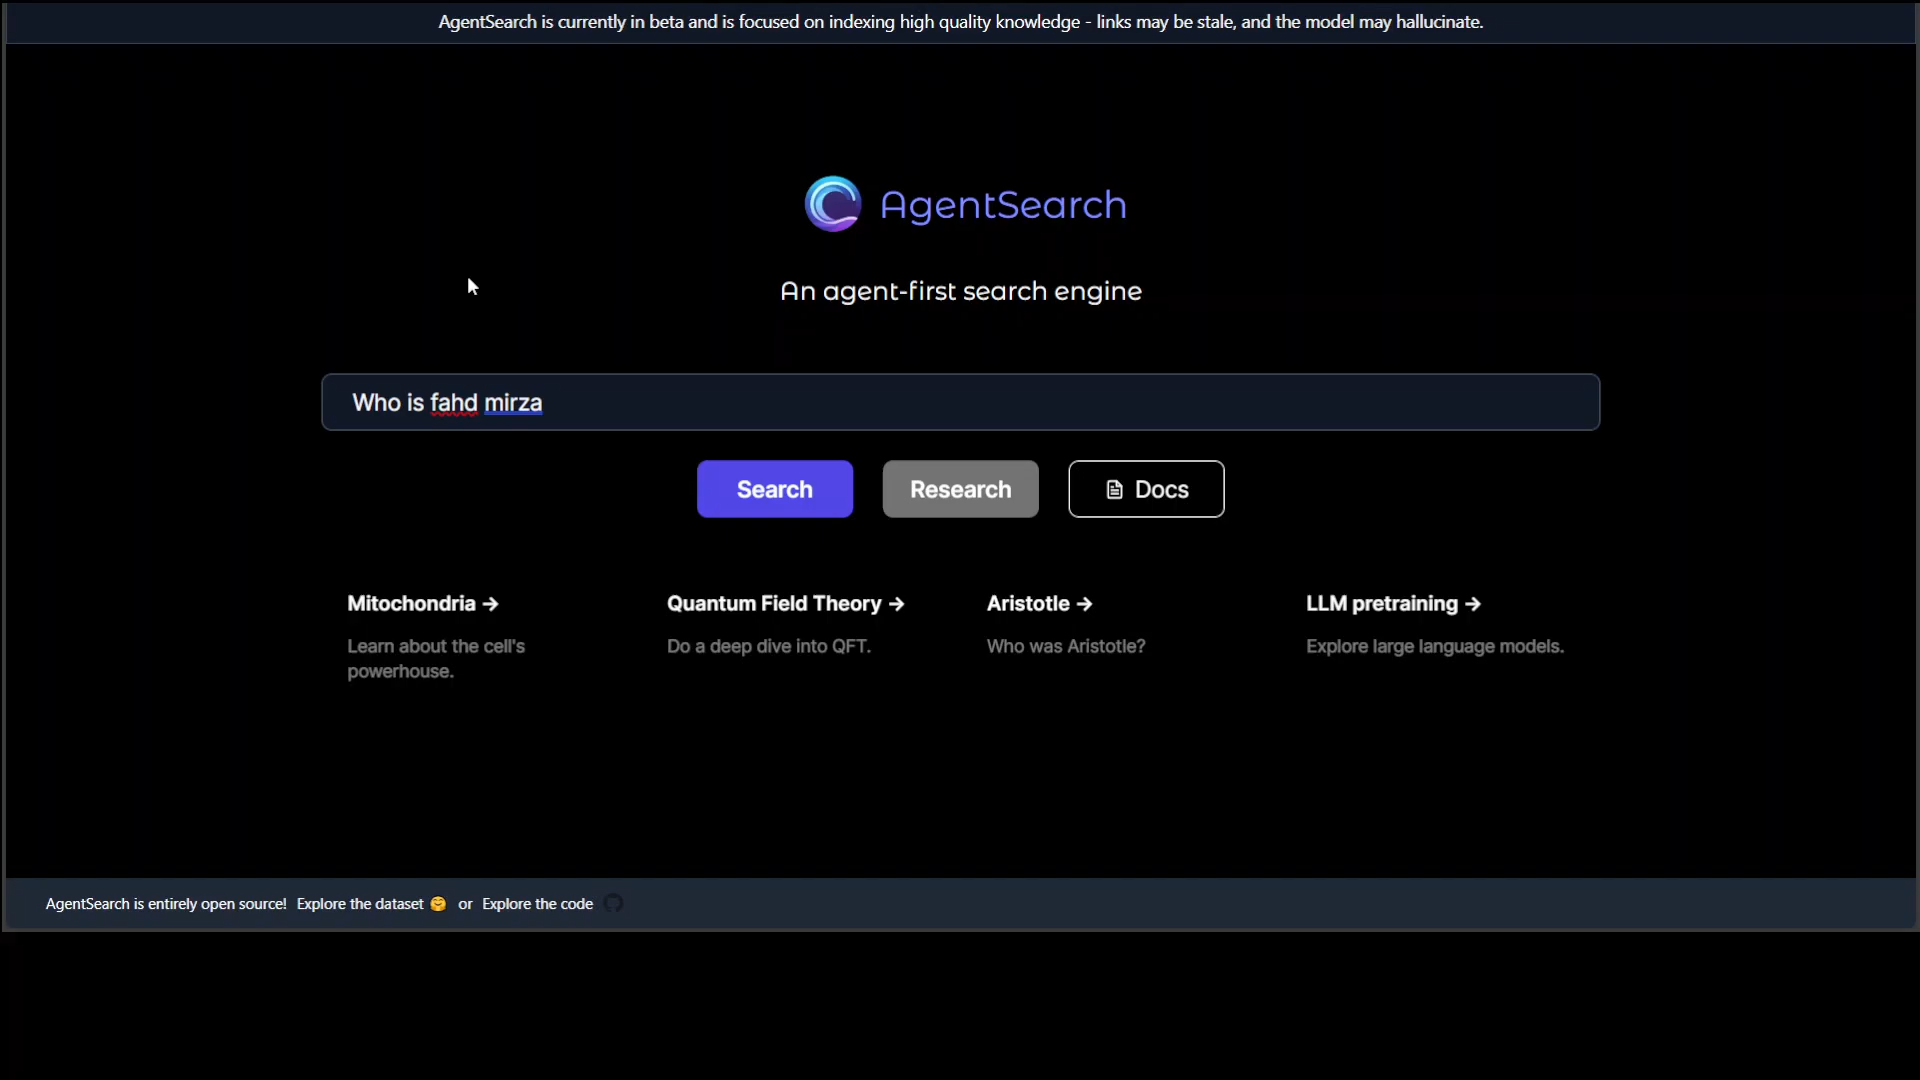 AgentSearch is currently in beta and is focused on indexing high quality knowledge - links may be stale, and the model may hallucinate.
AgentSearch
An agent-first search engine
Who is fahd mirza
Search
Research
Docs
Mitochondria →
Learn about the cell's
powerhouse.
Quantum Field Theory →
Do a deep dive into QFT.
Aristotle →
Who was Aristotle?
LLM pretraining →
Explore large language models.
AgentSearch is entirely open source! Explore the dataset 🤗 or Explore the code